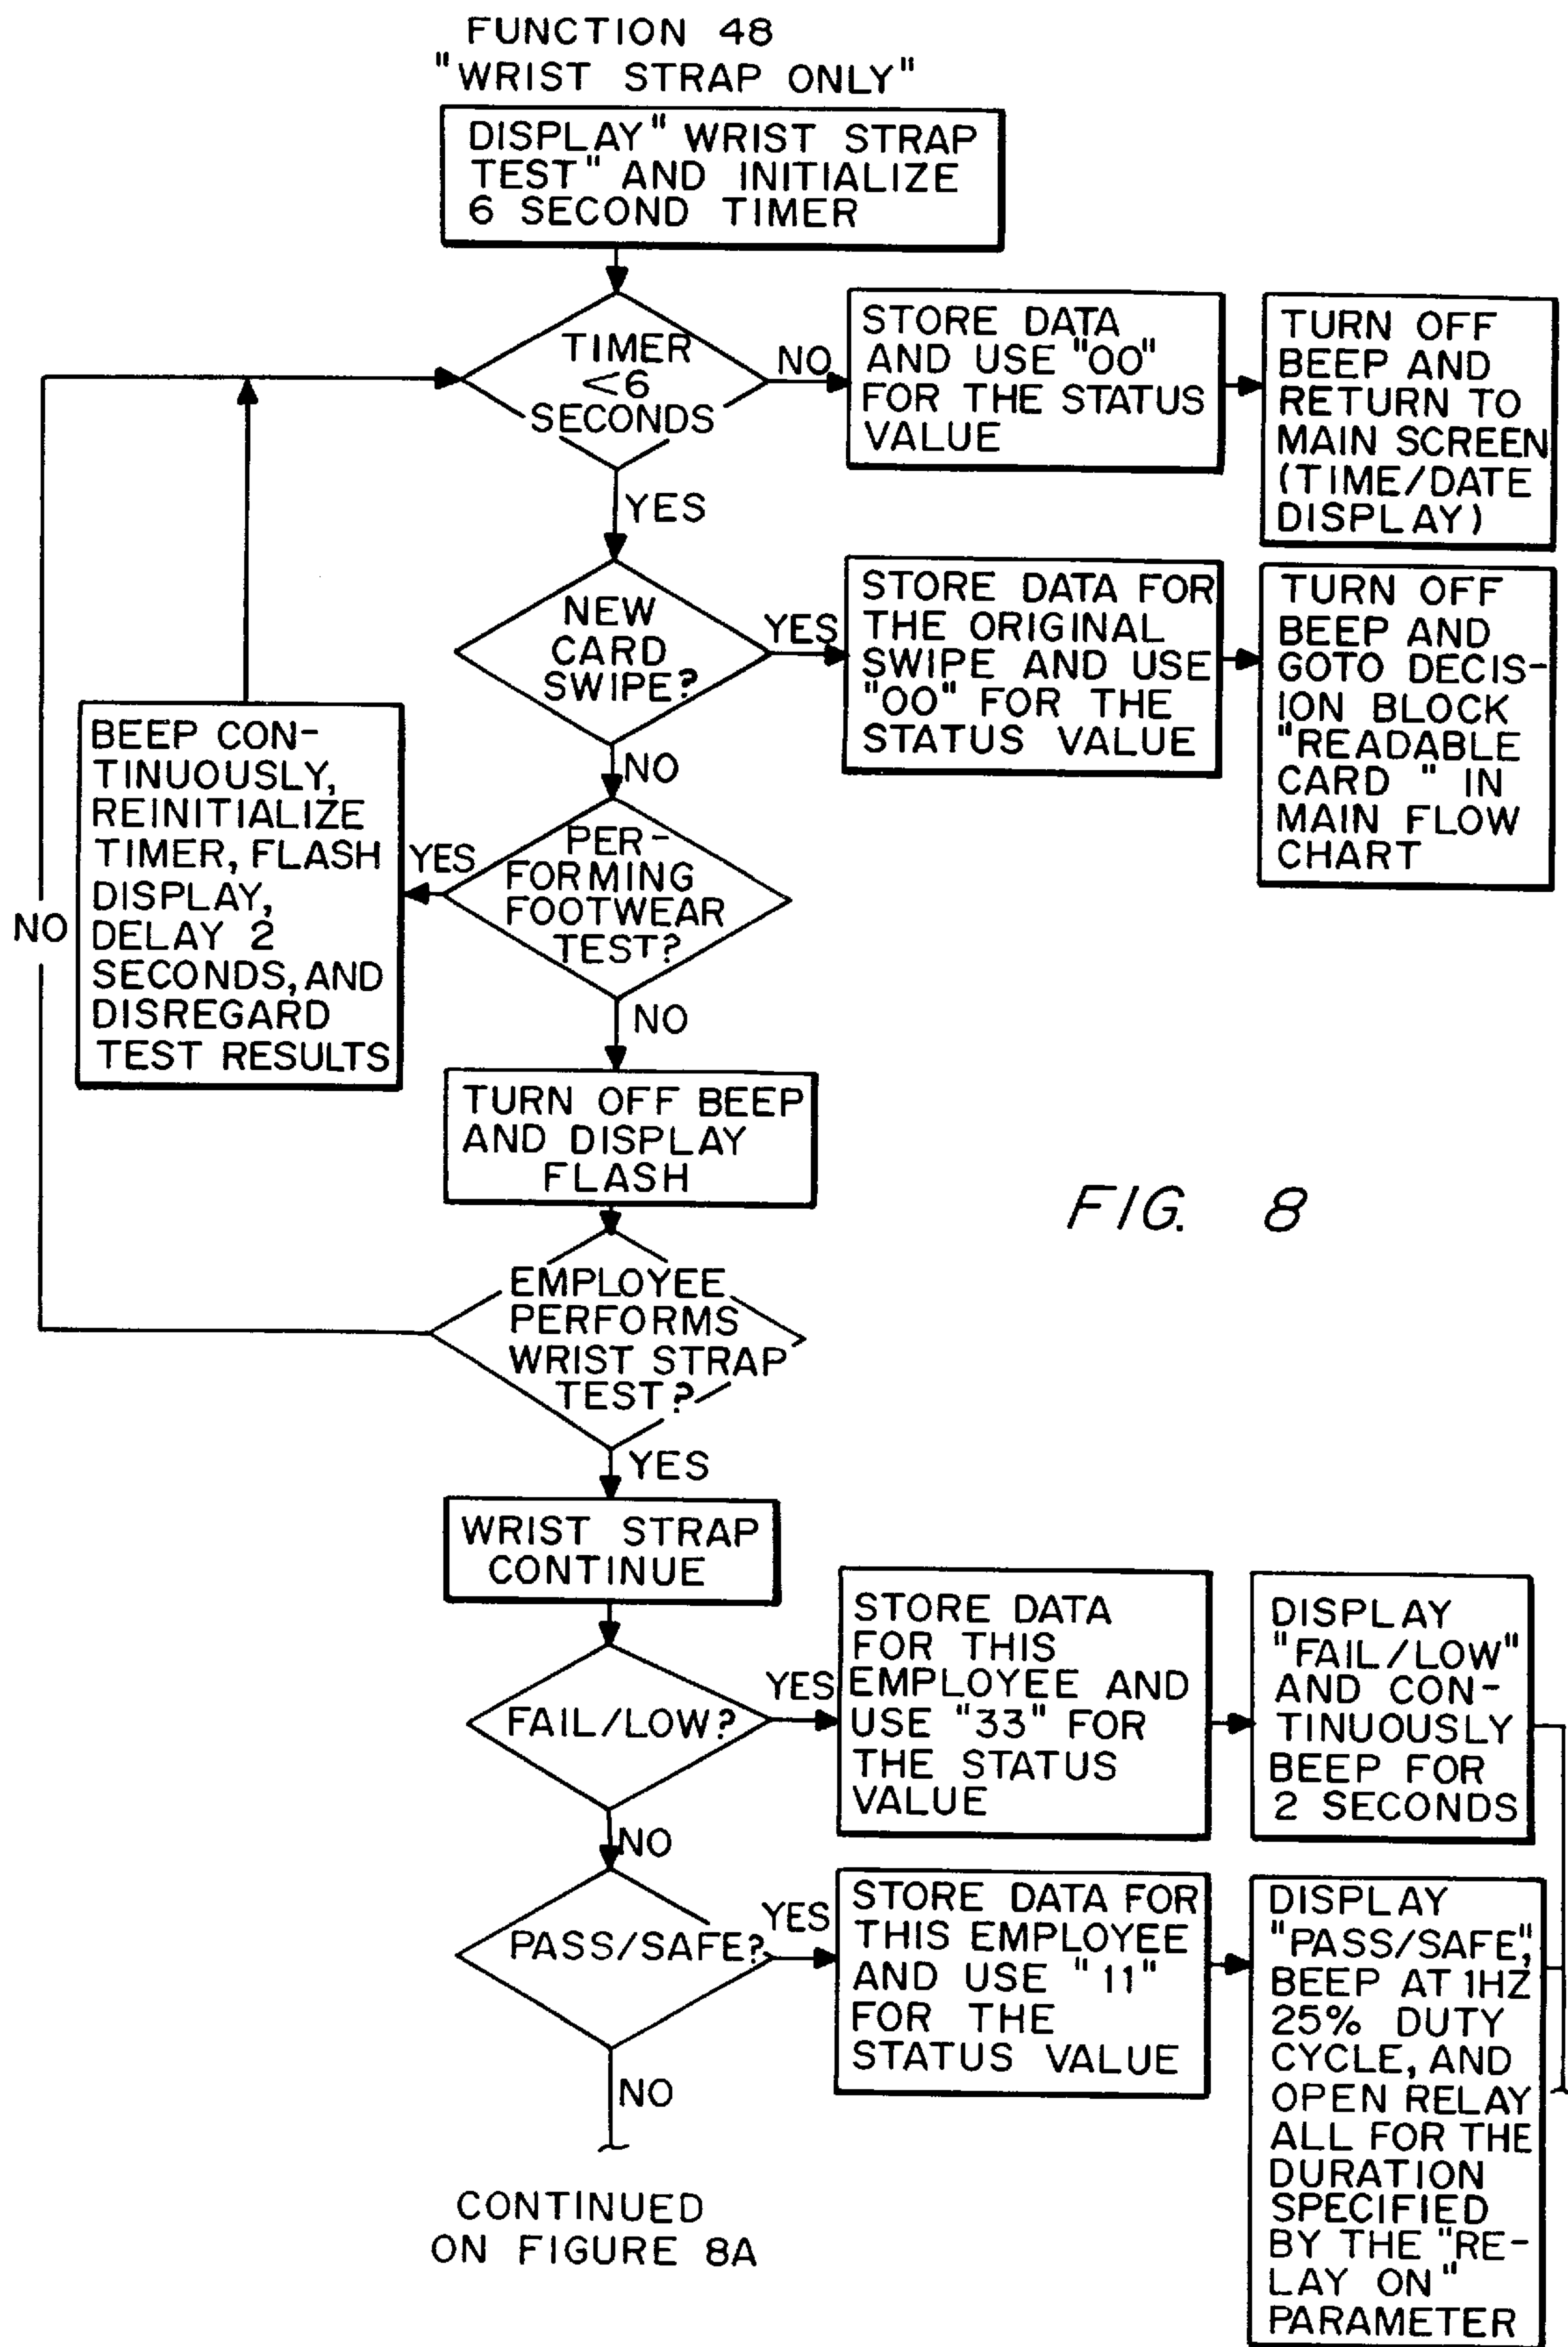 FUNCTION 48
"WRIST STRAP ONLY"
DISPLAY" WRIST STRAP
TEST" AND INITIALIZE
6 SECOND TIMER
TIMER
<6
SECONDS
NO
STORE DATA
AND USE "00"
FOR THE STATUS
VALUE
TURN OFF
BEEP AND
RETURN TO
MAIN SCREEN
(TIME/DATE
DISPLAY)
YES
NEW
CARD
SWIPE?
YES
STORE DATA FOR
THE ORIGINAL
SWIPE AND USE
"00" FOR THE
STATUS VALUE
TURN OFF
BEEP AND
GOTO DECIS-
ION BLOCK
"READABLE
CARD " IN
MAIN FLOW
CHART
NO
PER-
FORMING
FOOTWEAR
TEST?
YES
BEEP CON-
TINUOUSLY,
REINITIALIZE
TIMER, FLASH
DISPLAY,
DELAY 2
SECONDS, AND
DISREGARD
TEST RESULTS
NO
NO
TURN OFF BEEP
AND DISPLAY
FLASH
FIG. 8
EMPLOYEE
PERFORMS
WRIST STRAP
TEST?
YES
WRIST STRAP
CONTINUE
FAIL/LOW?
YES
STORE DATA
FOR THIS
EMPLOYEE AND
USE "33" FOR
THE STATUS
VALUE
DISPLAY
"FAIL/LOW"
AND CON-
TINUOUSLY
BEEP FOR
2 SECONDS
NO
PASS/SAFE?
YES
STORE DATA FOR
THIS EMPLOYEE
AND USE "11"
FOR THE
STATUS VALUE
DISPLAY
"PASS/SAFE",
BEEP AT 1HZ
25% DUTY
CYCLE, AND
OPEN RELAY
ALL FOR THE
DURATION
SPECIFIED
BY THE "RE-
LAY ON"
PARAMETER
NO
CONTINUED
ON FIGURE 8A